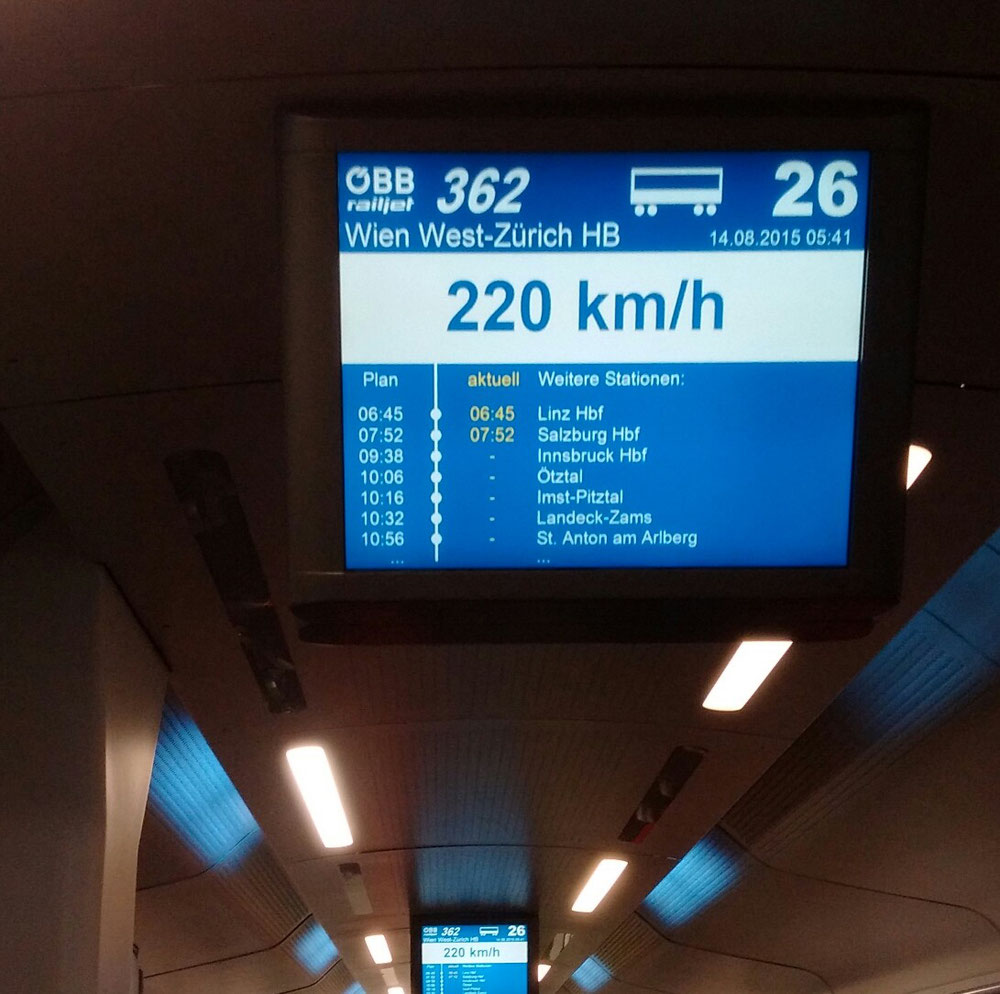 ÖBB 362 26
railjet
Wien West-Zürich HB 14.08.2015 05:41
220 km/h
Plan aktuell Weitere Stationen:
06:45 06:45 Linz Hbf
07:52 07:52 Salzburg Hbf
09:38 - Innsbruck Hbf
10:06 - Ötztal
10:16 - Imst-Pitztal
10:32 - Landeck-Zams
10:56 - St. Anton am Arlberg
... ...
ÖBB 362 26
Wien West-Zürich HB
220 km/h